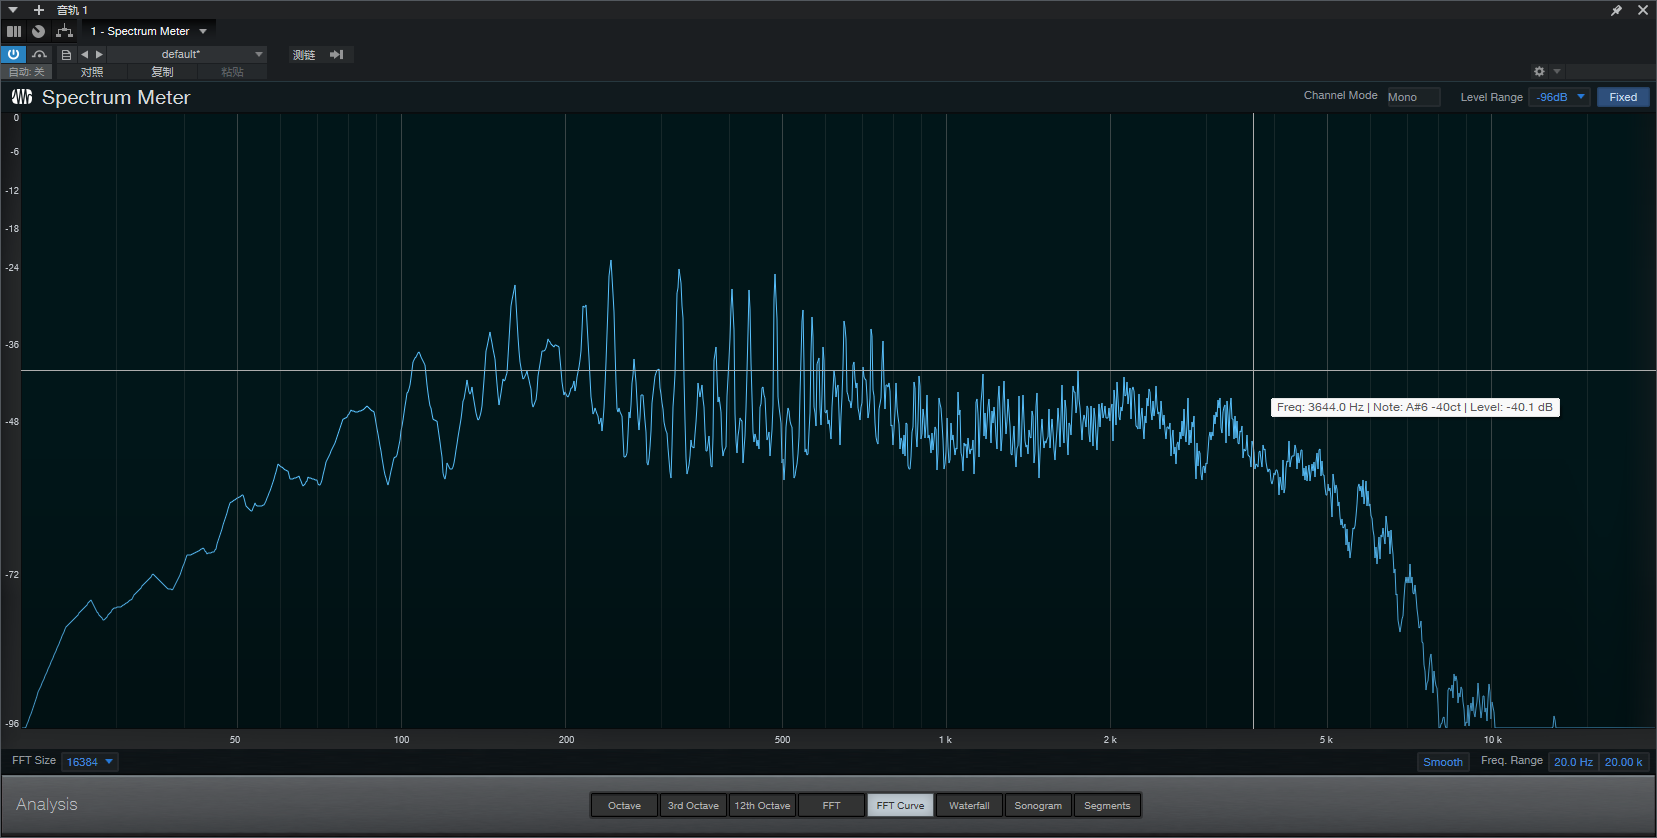 音轨 1
1 - Spectrum Meter
default*
测链
自动: 关
对照
复制
粘贴
Spectrum Meter
Channel Mode Mono Level Range -96dB Fixed
0
-6
-12
-18
-24
-36
Freq: 3644.0 Hz | Note: A#6 -40ct | Level: -40.1 dB
-48
-72
-96
50 100 200 500 1 k 2 k 5 k 10 k
FFT Size 16384 Smooth Freq. Range 20.0 Hz 20.00 k
Analysis Octave 3rd Octave 12th Octave FFT FFT Curve Waterfall Sonogram Segments